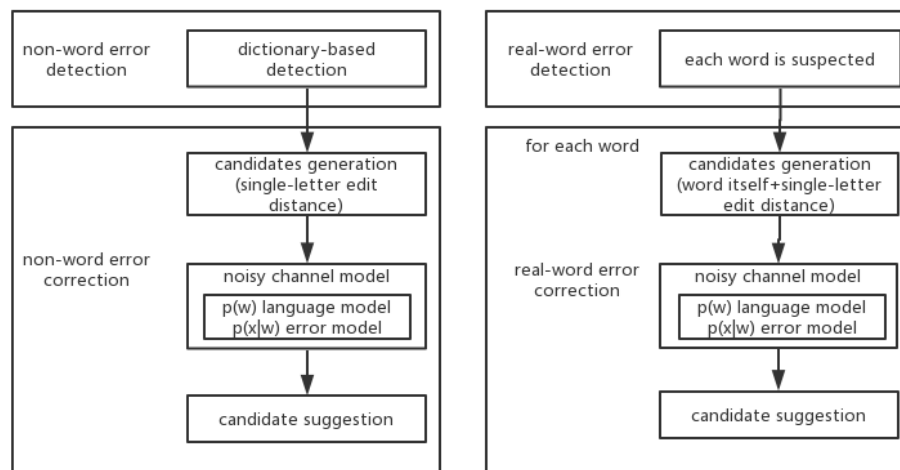 non-word error
detection
dictionary-based
detection
candidates generation
(single-letter edit
distance)
non-word error
correction
noisy channel model
p(w) language model
p(x|w) error model
candidate suggestion
real-word error
detection
each word is suspected
for each word
candidates generation
(word itself+single-letter
edit distance)
real-word error
correction
noisy channel model
p(w) language model
p(x|w) error model
candidate suggestion